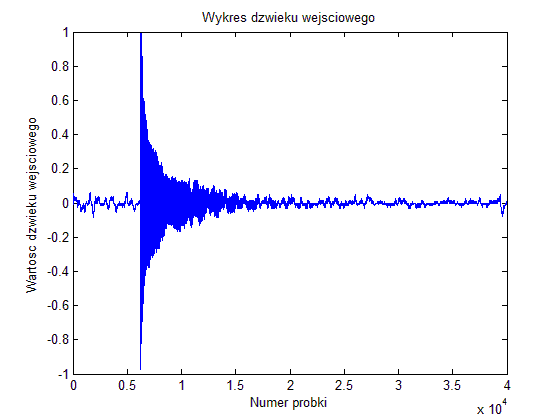 Wykres dzwieku wejsciowego
Wartosc dzwieku wejsciowego
1
0.8
0.6
0.4
0.2
0
-0.2
-0.4
-0.6
-0.8
-1
0 0.5 1 1.5 2 2.5 3 3.5 4
x 10^4
Numer probki